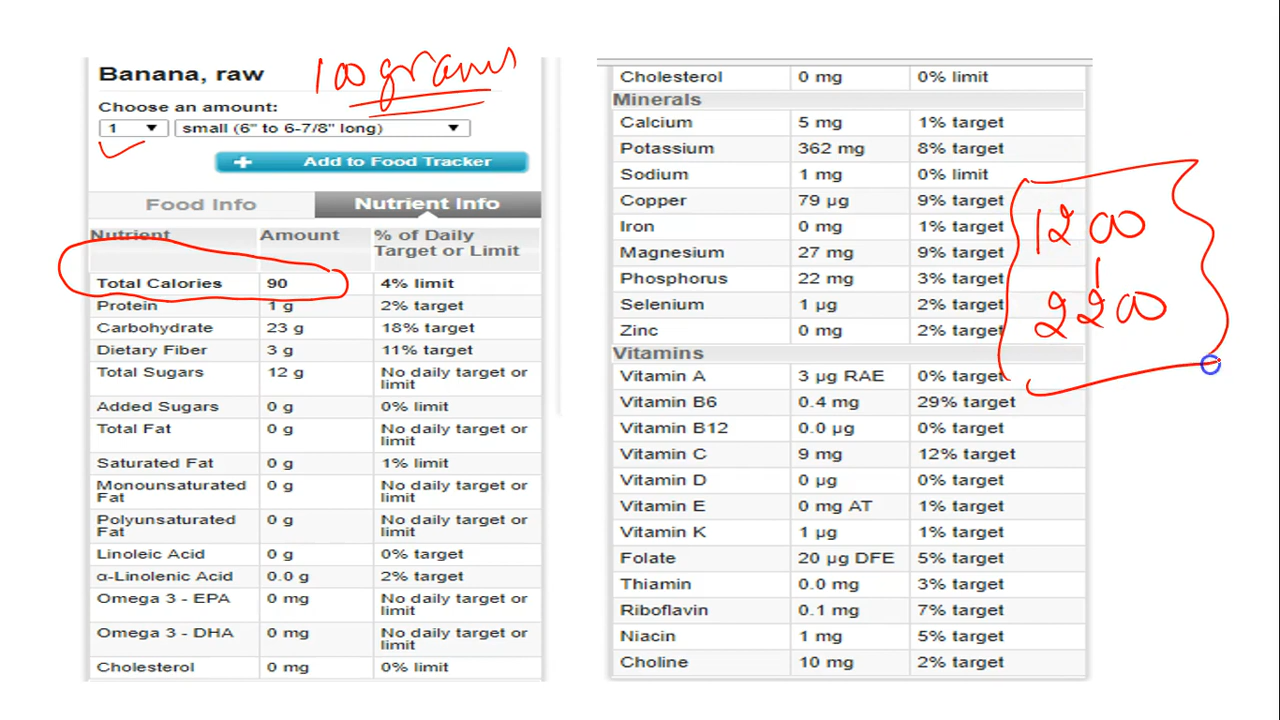 Banana, raw
100 grams
Choose an amount:
1 small (6" to 6-7/8" long)
+ Add to Food Tracker
Food Info Nutrient Info
Nutrient Amount % of Daily
Target or Limit
Total Calories 90 4% limit
Protein 1 g 2% target
Carbohydrate 23 g 18% target
Dietary Fiber 3 g 11% target
Total Sugars 12 g No daily target or
limit
Added Sugars 0 g 0% limit
Total Fat 0 g No daily target or
limit
Saturated Fat 0 g 1% limit
Monounsaturated 0 g No daily target or
Fat limit
Polyunsaturated 0 g No daily target or
Fat limit
Linoleic Acid 0 g 0% target
α-Linolenic Acid 0.0 g 2% target
Omega 3 - EPA 0 mg No daily target or
limit
Omega 3 - DHA 0 mg No daily target or
limit
Cholesterol 0 mg 0% limit
Cholesterol 0 mg 0% limit
Minerals
Calcium 5 mg 1% target
Potassium 362 mg 8% target
Sodium 1 mg 0% limit
Copper 79 µg 9% target
Iron 0 mg 1% target
Magnesium 27 mg 9% target
Phosphorus 22 mg 3% target
Selenium 1 µg 2% target
Zinc 0 mg 2% target
Vitamins
Vitamin A 3 µg RAE 0% target
Vitamin B6 0.4 mg 29% target
Vitamin B12 0.0 µg 0% target
Vitamin C 9 mg 12% target
Vitamin D 0 µg 0% target
Vitamin E 0 mg AT 1% target
Vitamin K 1 µg 1% target
Folate 20 µg DFE 5% target
Thiamin 0.0 mg 3% target
Riboflavin 0.1 mg 7% target
Niacin 1 mg 5% target
Choline 10 mg 2% target
1200
2200